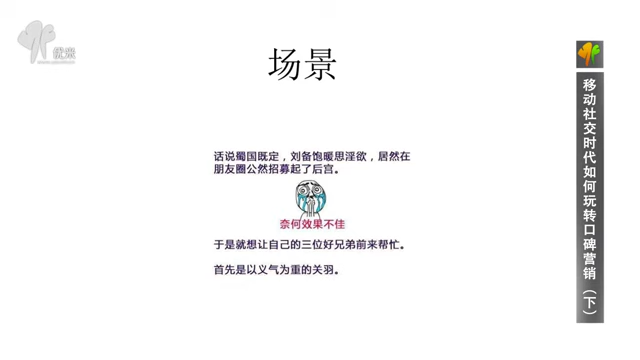 优米
场景
话说蜀国既定，刘备饱暖思淫欲，居然在
朋友圈公然招募起了后宫。
奈何效果不佳
于是就想让自己的三位好兄弟前来帮忙。
首先是以义气为重的关羽。
移动社交时代如何玩转口碑营销（下）